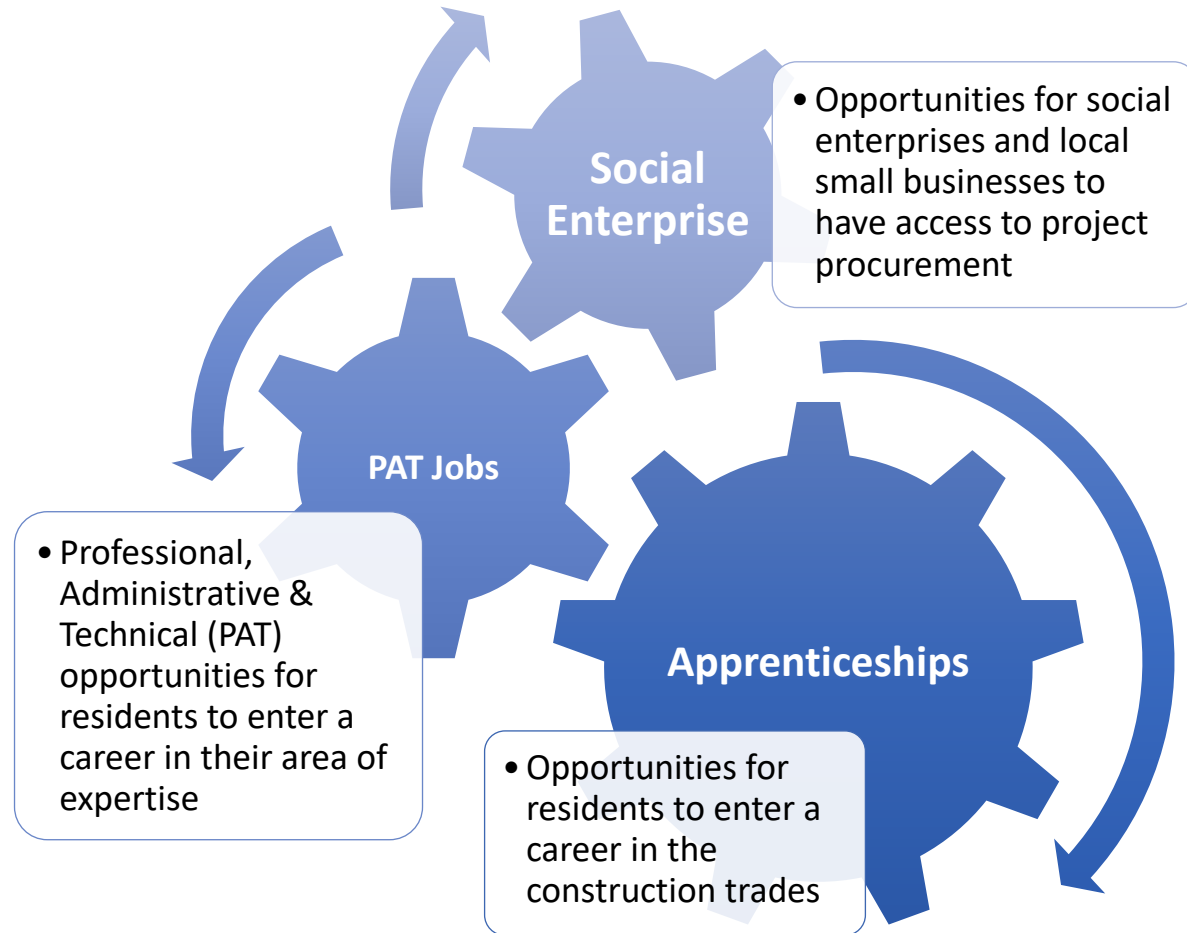 Social
Enterprise
• Opportunities for social
enterprises and local
small businesses to
have access to project
procurement
PAT Jobs
• Professional,
Administrative &
Technical (PAT)
opportunities for
residents to enter a
career in their area of
expertise
Apprenticeships
• Opportunities for
residents to enter a
career in the
construction trades